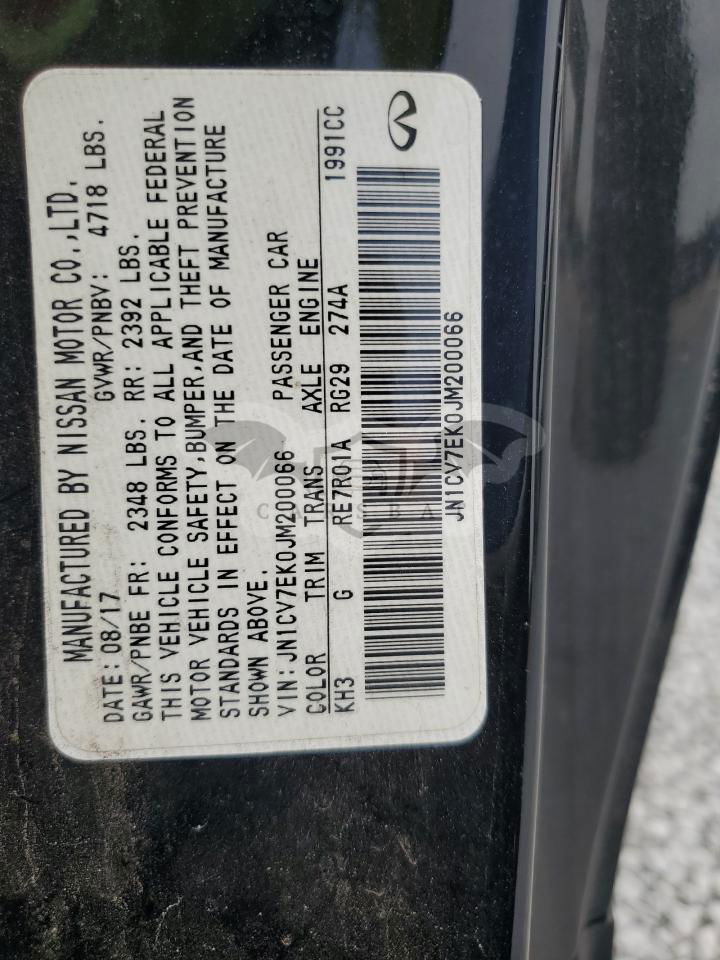 MANUFACTURED BY NISSAN MOTOR CO.,LTD.
DATE: 08/17 GVWR/PNBV: 4718 LBS.
GAWR/PNBE FR: 2348 LBS. RR: 2392 LBS.
THIS VEHICLE CONFORMS TO ALL APPLICABLE FEDERAL
MOTOR VEHICLE SAFETY,BUMPER,AND THEFT PREVENTION
STANDARDS IN EFFECT ON THE DATE OF MANUFACTURE
SHOWN ABOVE.
VIN: JN1CV7EK0JM200066 PASSENGER CAR
COLOR TRIM TRANS AXLE ENGINE
KH3 G RE7R01A RG29 274A 1991CC
JN1CV7EK0JM200066